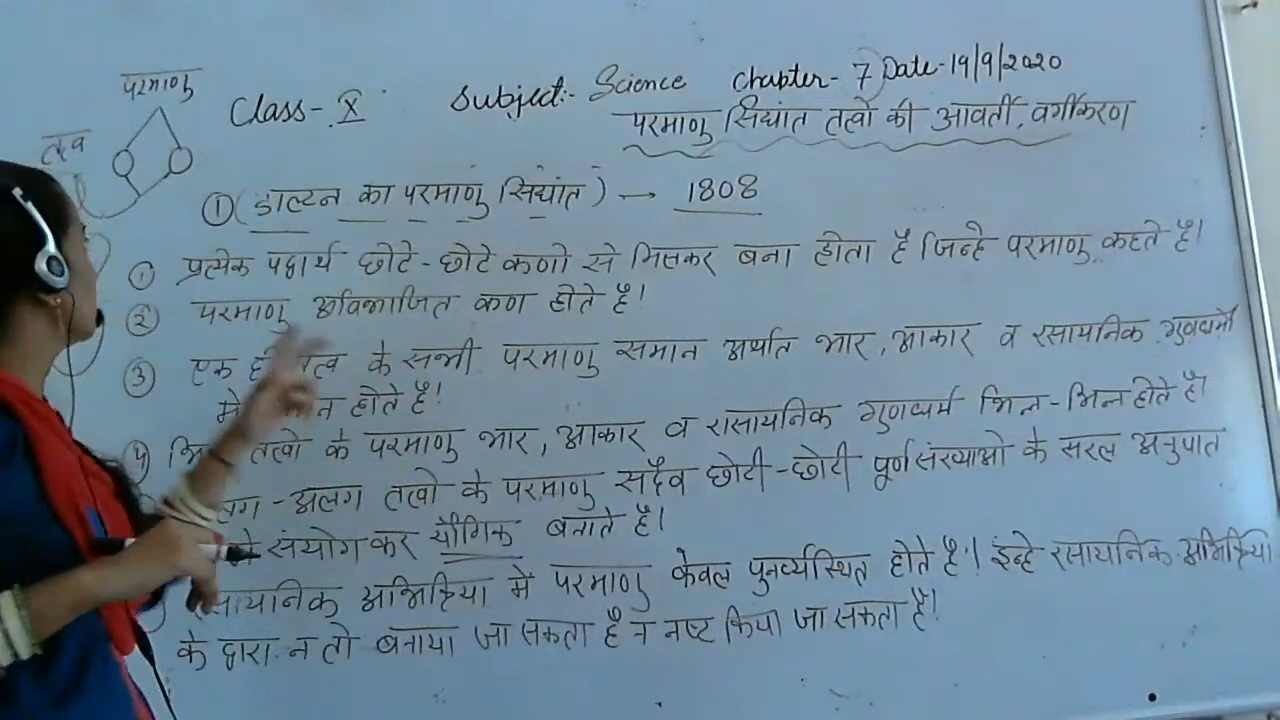 परमाणु
तत्व
Class- X Subject:- Science Chapter- 7 Date-19/9/2020
परमाणु सिद्यांत तत्वो की आवर्ती, वर्गीकरण
① (डाल्टन का परमाणु सिद्यांत) → 1808
① प्रत्येक पदार्थ छोटे-छोटे कणो से मिलकर बना होता है जिन्हे परमाणु कहते है।
② परमाणु अविभाजित कण होते है।
③ एक ही तत्व के सभी परमाणु समान अर्थात भार, आकार व रसायनिक गुणधर्मो
मे होते है।
④ तत्वो के परमाणु भार, आकार व रासायनिक गुणधर्म भिन्न-भिन्न होते है।
-अलग तत्वो के परमाणु सदैव छोटी-छोटी पूर्णसंख्याओ के सरल अनुपात
मे संयोग कर यौगिक बनाते है।
रसायनिक अभिक्रिया मे परमाणु केवल पुनर्व्यस्थित होते है। इन्हे रसायनिक अभिक्रिया
के द्वारा न तो बनाया जा सकता है न नष्ट किया जा सकता है।